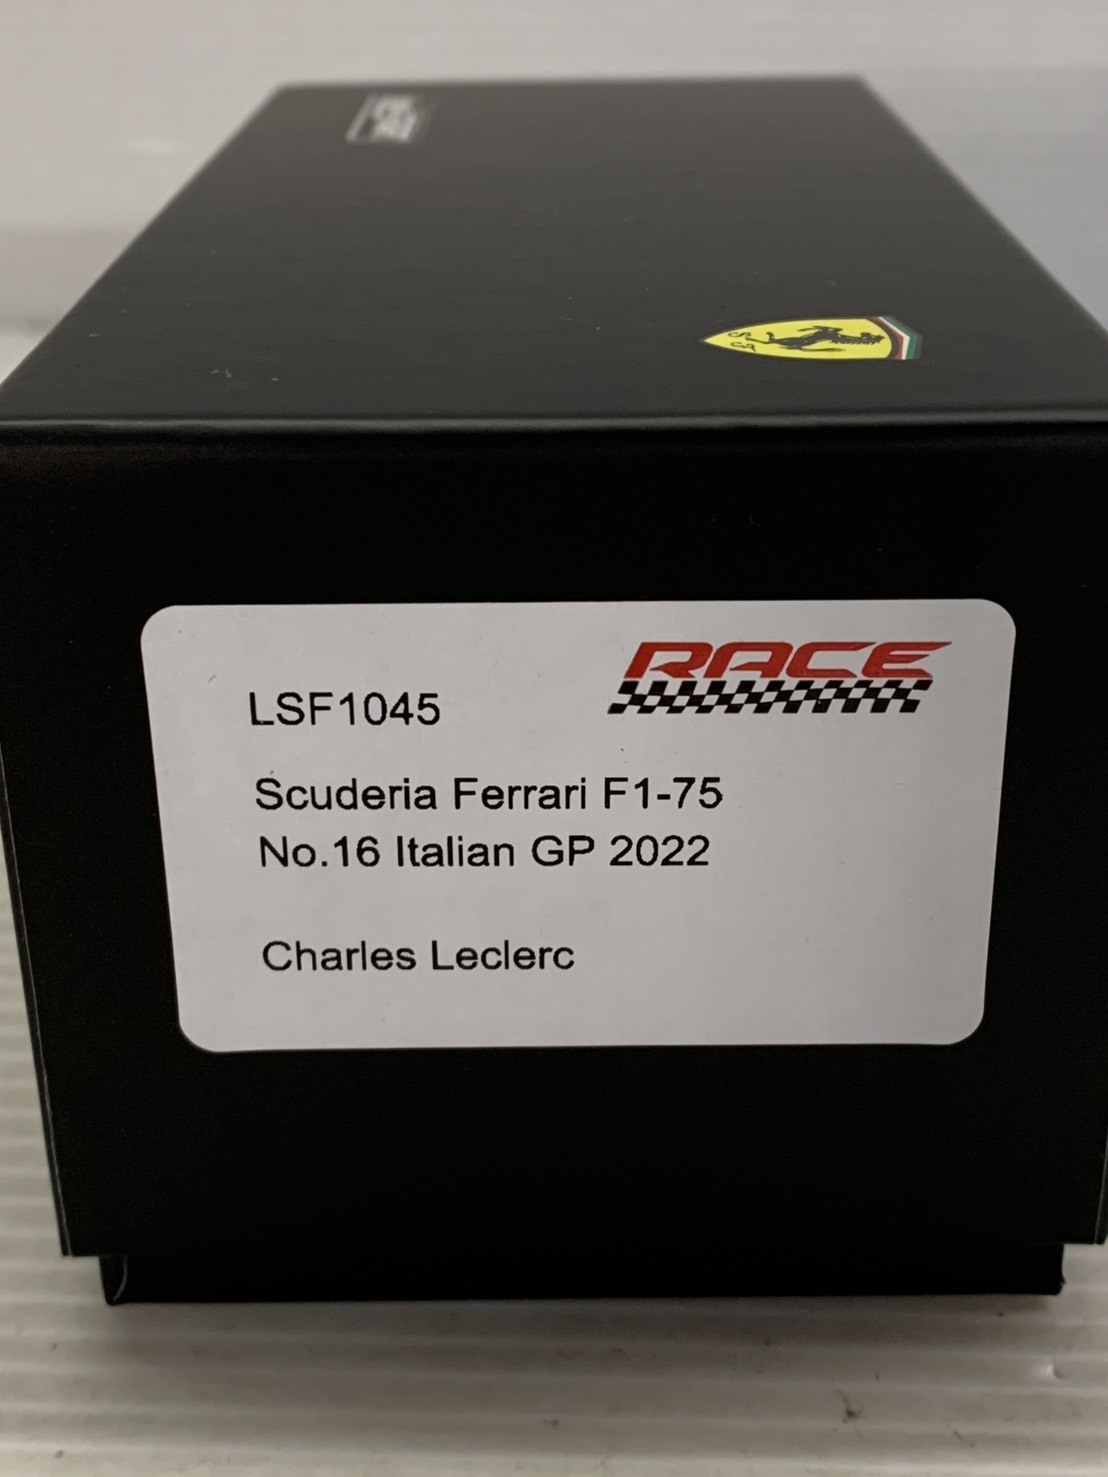 S F
RACE
LSF1045
Scuderia Ferrari F1-75
No.16 Italian GP 2022
Charles Leclerc